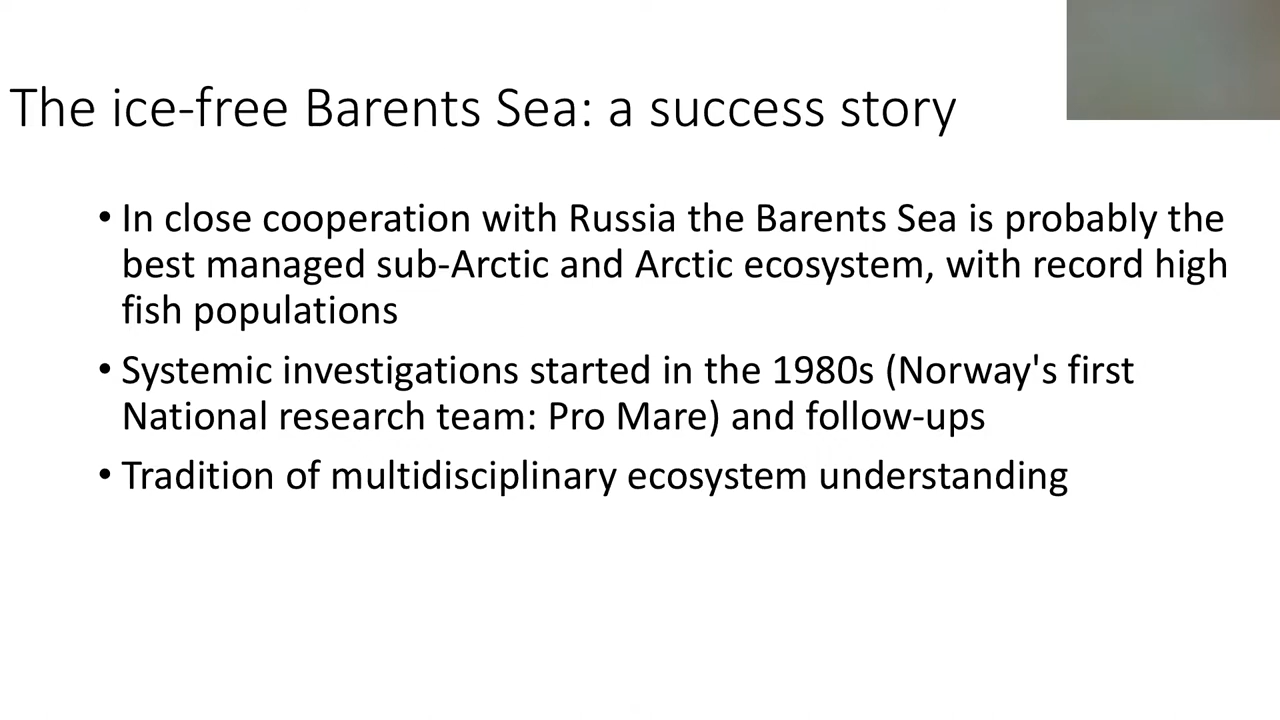 The ice-free Barents Sea: a success story
• In close cooperation with Russia the Barents Sea is probably the
best managed sub-Arctic and Arctic ecosystem, with record high
fish populations
• Systemic investigations started in the 1980s (Norway's first
National research team: Pro Mare) and follow-ups
• Tradition of multidisciplinary ecosystem understanding